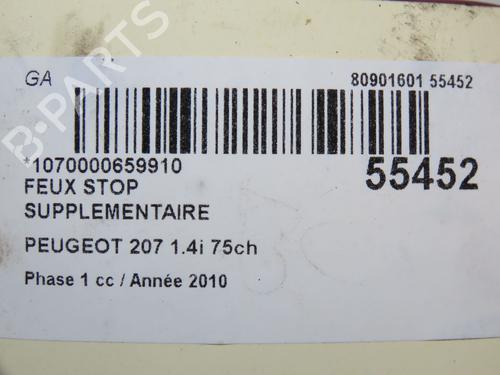 GA
80901601 55452
*1070000659910
55452
FEUX STOP
SUPPLEMENTAIRE
PEUGEOT 207 1.4i 75ch
Phase 1 cc / Année 2010
B-PARTS